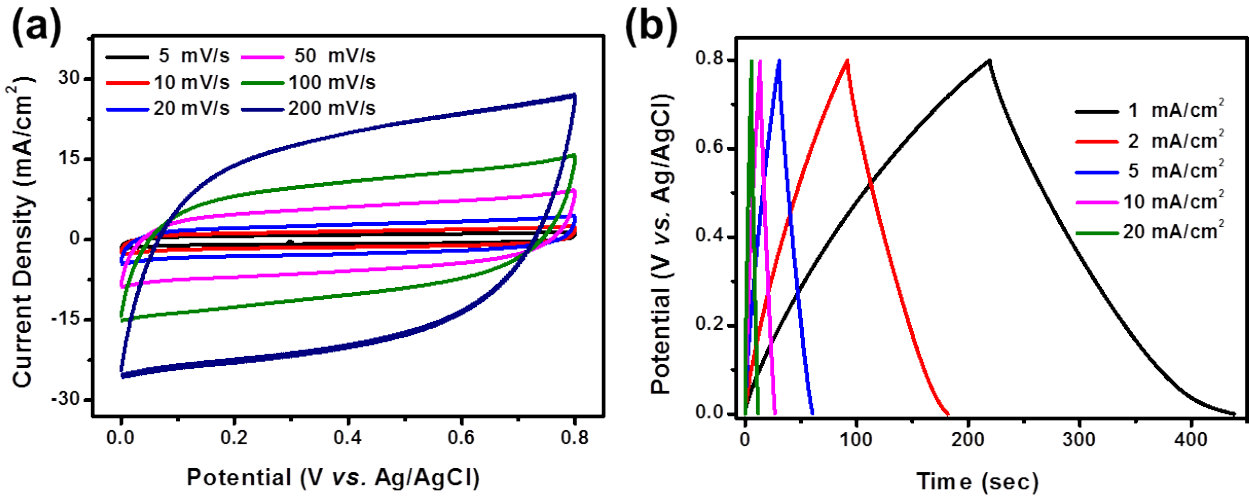 (a)
5 mV/s
50 mV/s
10 mV/s
100 mV/s
20 mV/s
200 mV/s
Current Density (mA/cm²)
30
15
0
-15
-30
0.0 0.2 0.4 0.6 0.8
Potential (V vs. Ag/AgCl)
(b)
1 mA/cm²
2 mA/cm²
5 mA/cm²
10 mA/cm²
20 mA/cm²
Potential (V vs. Ag/AgCl)
0.8
0.6
0.4
0.2
0.0
0 100 200 300 400
Time (sec)